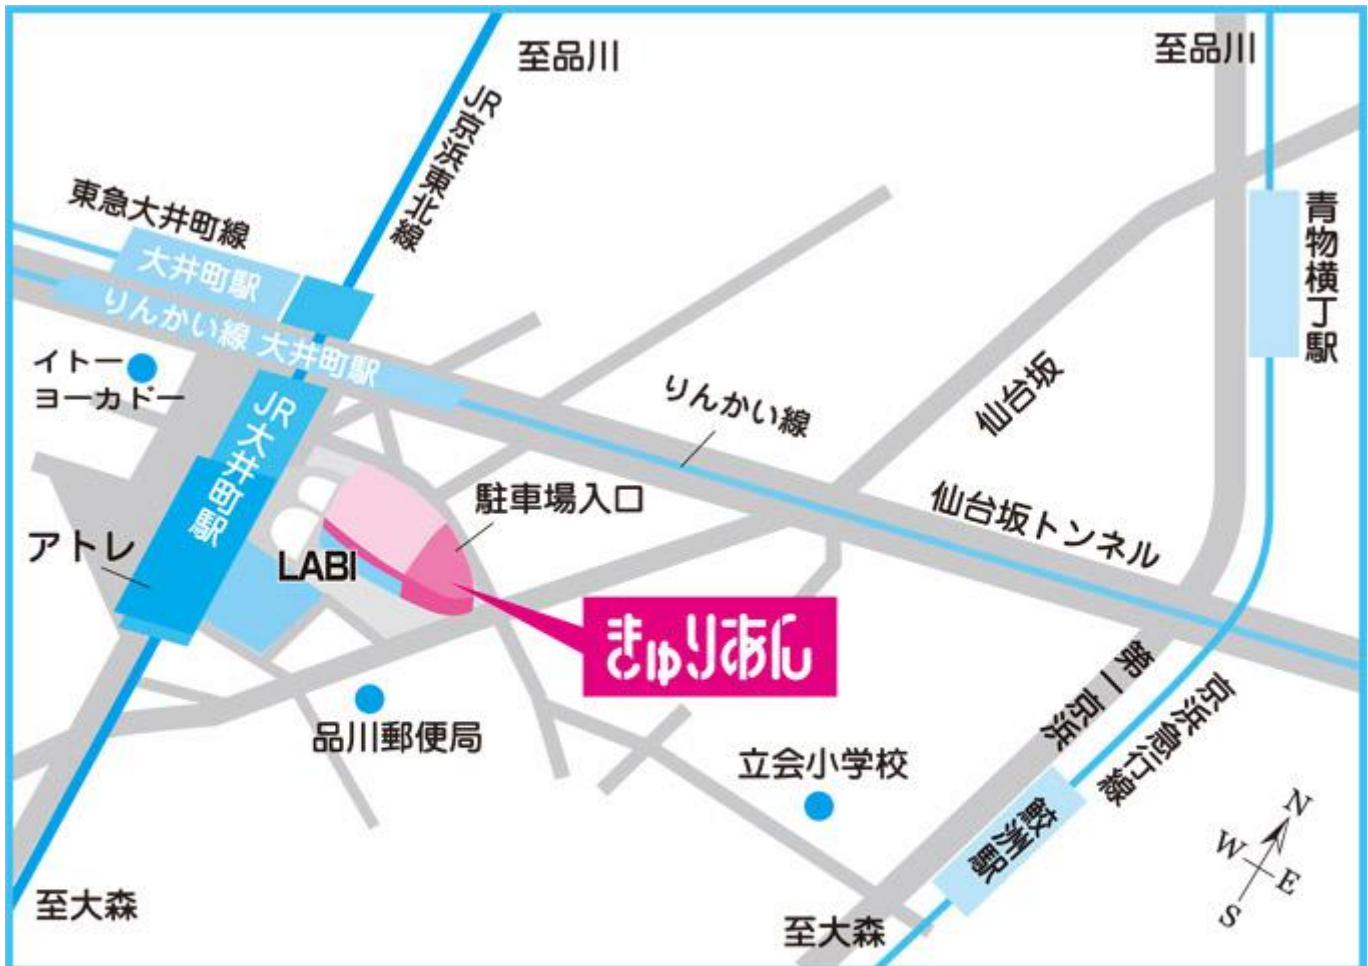 至品川
至品川
JR京浜東北線
東急大井町線
大井町駅
りんかい線 大井町駅
青物横丁駅
イトー
ヨーカドー
JR大井町駅
りんかい線
仙台坂
駐車場入口
仙台坂トンネル
アトレ
LABI
きゅりあん
第一京浜
京浜急行線
品川郵便局
立会小学校
鮫洲駅
N
W
E
S
至大森
至大森